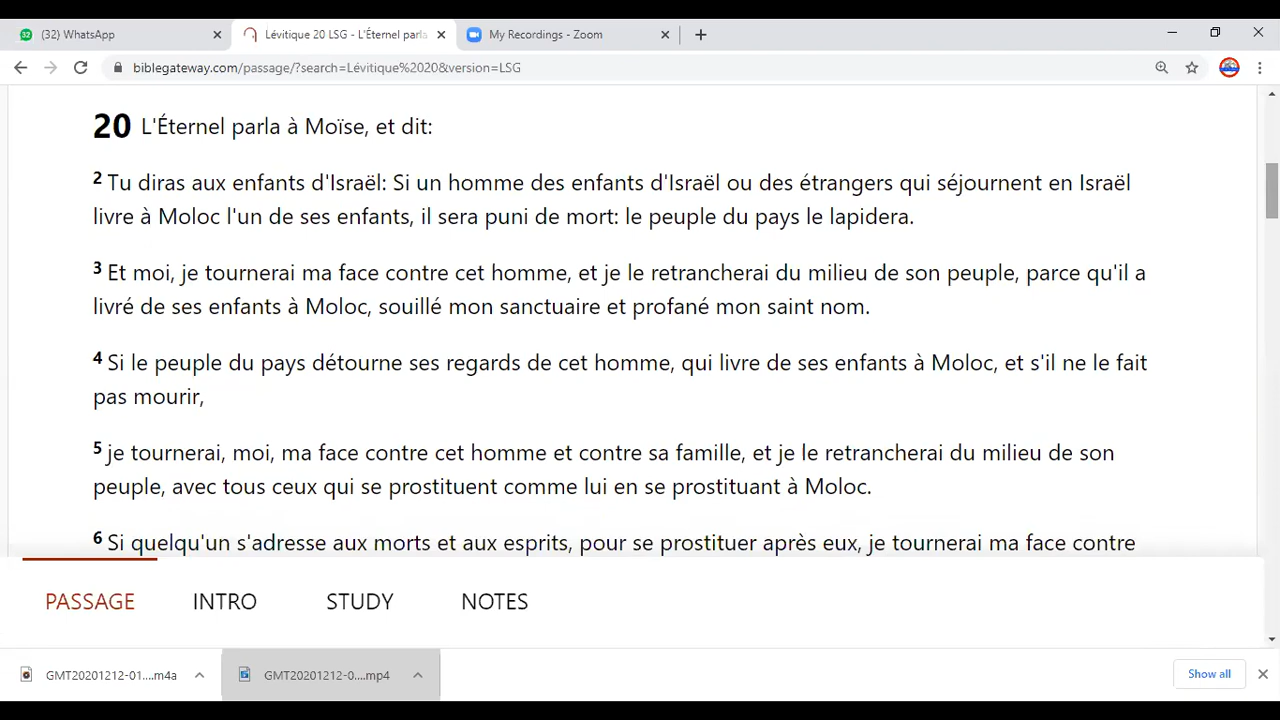 (32) WhatsApp
Lévitique 20 LSG - L'Éternel parla
My Recordings - Zoom
biblegateway.com/passage/?search=Lévitique%2020&version=LSG
20 L'Éternel parla à Moïse, et dit:
2 Tu diras aux enfants d'Israël: Si un homme des enfants d'Israël ou des étrangers qui séjournent en Israël
livre à Moloc l'un de ses enfants, il sera puni de mort: le peuple du pays le lapidera.
3 Et moi, je tournerai ma face contre cet homme, et je le retrancherai du milieu de son peuple, parce qu'il a
livré de ses enfants à Moloc, souillé mon sanctuaire et profané mon saint nom.
4 Si le peuple du pays détourne ses regards de cet homme, qui livre de ses enfants à Moloc, et s'il ne le fait
pas mourir,
5 je tournerai, moi, ma face contre cet homme et contre sa famille, et je le retrancherai du milieu de son
peuple, avec tous ceux qui se prostituent comme lui en se prostituant à Moloc.
6 Si quelqu'un s'adresse aux morts et aux esprits, pour se prostituer après eux, je tournerai ma face contre
PASSAGE INTRO STUDY NOTES
GMT20201212-01....m4a
GMT20201212-0....mp4
Show all